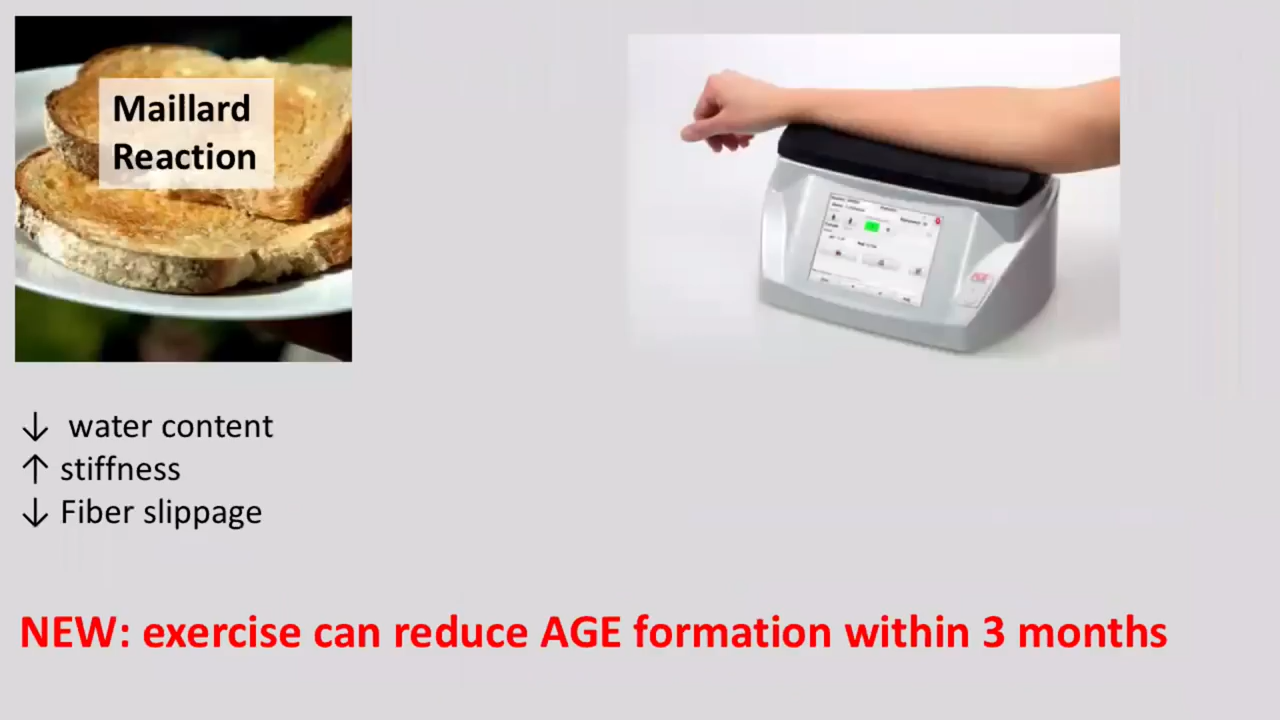 Maillard
Reaction
↓ water content
↑ stiffness
↓ Fiber slippage
NEW: exercise can reduce AGE formation within 3 months